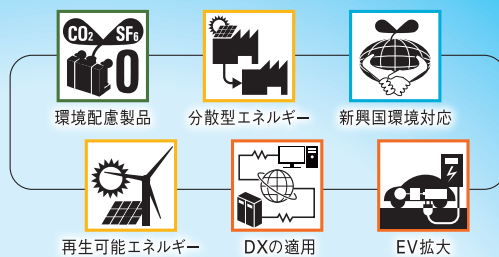 CO2 SF6
0
環境配慮製品
分散型エネルギー
新興国環境対応
再生可能エネルギー
DXの適用
EV拡大